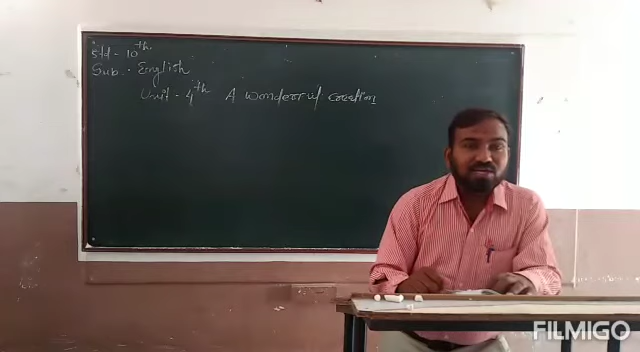 Std - 10th
Sub. English
Unit - 4th A wonderful creation
FILMIGO